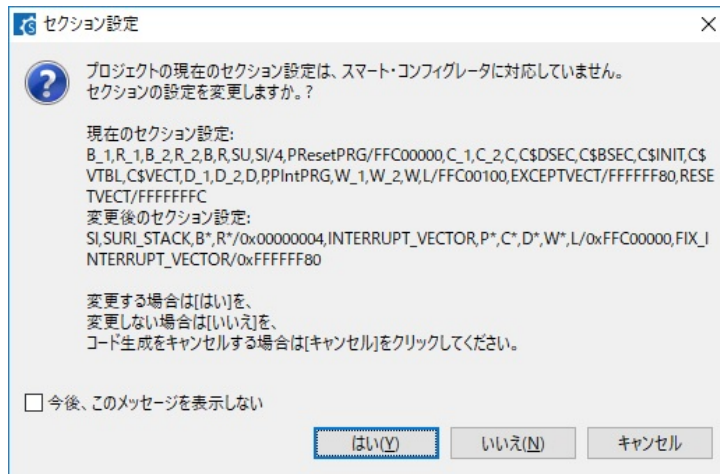 セクション設定
プロジェクトの現在のセクション設定は、スマート・コンフィグレータに対応していません。
セクションの設定を変更しますか。?
現在のセクション設定:
B_1,R_1,B_2,R_2,B,R,SU,SI/4,PResetPRG/FFC00000,C_1,C_2,C,C$DSEC,C$BSEC,C$INIT,C$
VTBL,C$VECT,D_1,D_2,D,P,PIntPRG,W_1,W_2,W,L/FFC00100,EXCEPTVECT/FFFFFF80,RESE
TVECT/FFFFFFFC
変更後のセクション設定:
SI,SURI_STACK,B*,R*/0x00000004,INTERRUPT_VECTOR,P*,C*,D*,W*,L/0xFFC00000,FIX_I
NTERRUPT_VECTOR/0xFFFFFF80
変更する場合は[はい]を、
変更しない場合は[いいえ]を、
コード生成をキャンセルする場合は[キャンセル]をクリックしてください。
今後、このメッセージを表示しない
はい(Y) いいえ(N) キャンセル